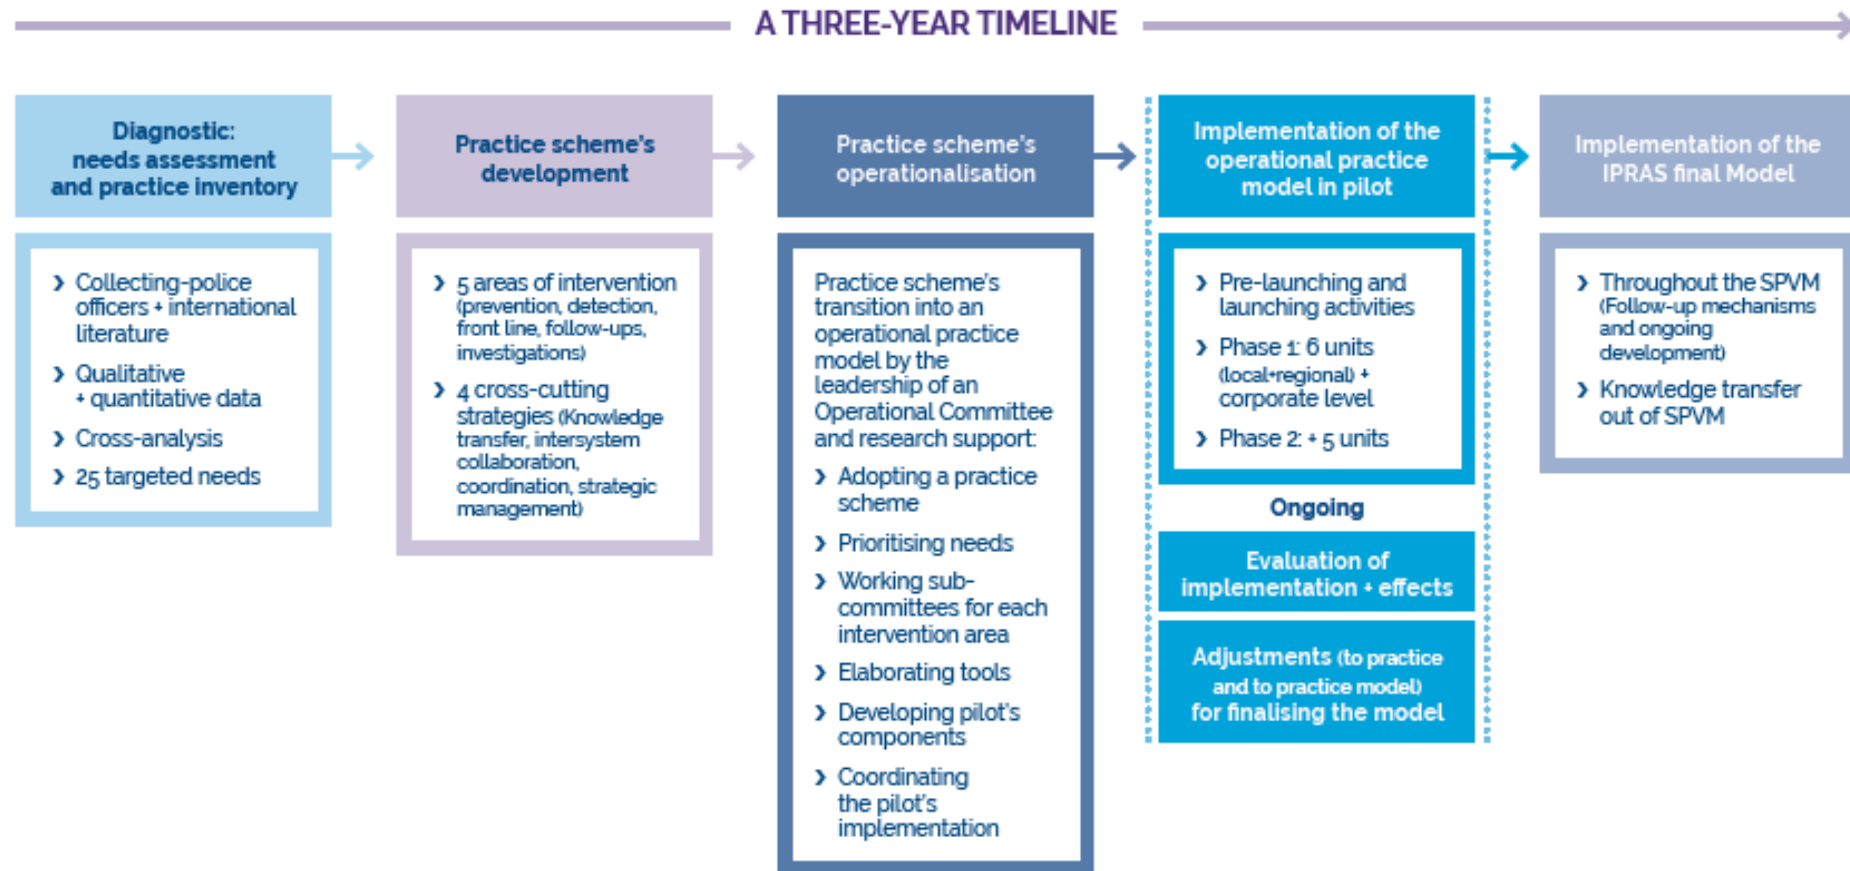 A THREE-YEAR TIMELINE
Diagnostic:
needs assessment
and practice inventory
❯ Collecting-police
officers + international
literature
❯ Qualitative
+ quantitative data
❯ Cross-analysis
❯ 25 targeted needs
Practice scheme's
development
❯ 5 areas of intervention
(prevention, detection,
front line, follow-ups,
investigations)
❯ 4 cross-cutting
strategies (Knowledge
transfer, intersystem
collaboration,
coordination, strategic
management)
Practice scheme's
operationalisation
Practice scheme's
transition into an
operational practice
model by the
leadership of an
Operational Committee
and research support:
❯ Adopting a practice
scheme
❯ Prioritising needs
❯ Working sub-
committees for each
intervention area
❯ Elaborating tools
❯ Developing pilot's
components
❯ Coordinating
the pilot's
implementation
Implementation of the
operational practice
model in pilot
❯ Pre-launching and
launching activities
❯ Phase 1: 6 units
(local+regional) +
corporate level
❯ Phase 2: + 5 units
Ongoing
Evaluation of
implementation + effects
Adjustments (to practice
and to practice model)
for finalising the model
Implementation of the
IPRAS final Model
❯ Throughout the SPVM
(Follow-up mechanisms
and ongoing
development)
❯ Knowledge transfer
out of SPVM